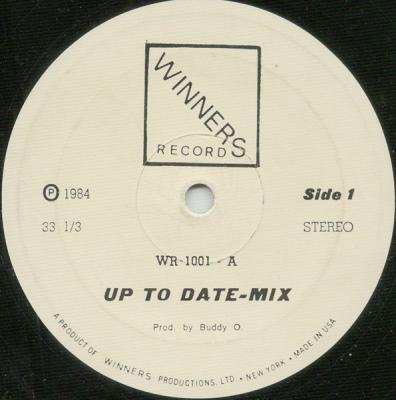 WINNERS
RECORDS
℗ 1984
Side 1
33 1/3
STEREO
WR-1001 - A
UP TO DATE-MIX
Prod. by Buddy O.
A PRODUCT OF WINNERS PRODUCTIONS, LTD. • NEW YORK • MADE IN USA